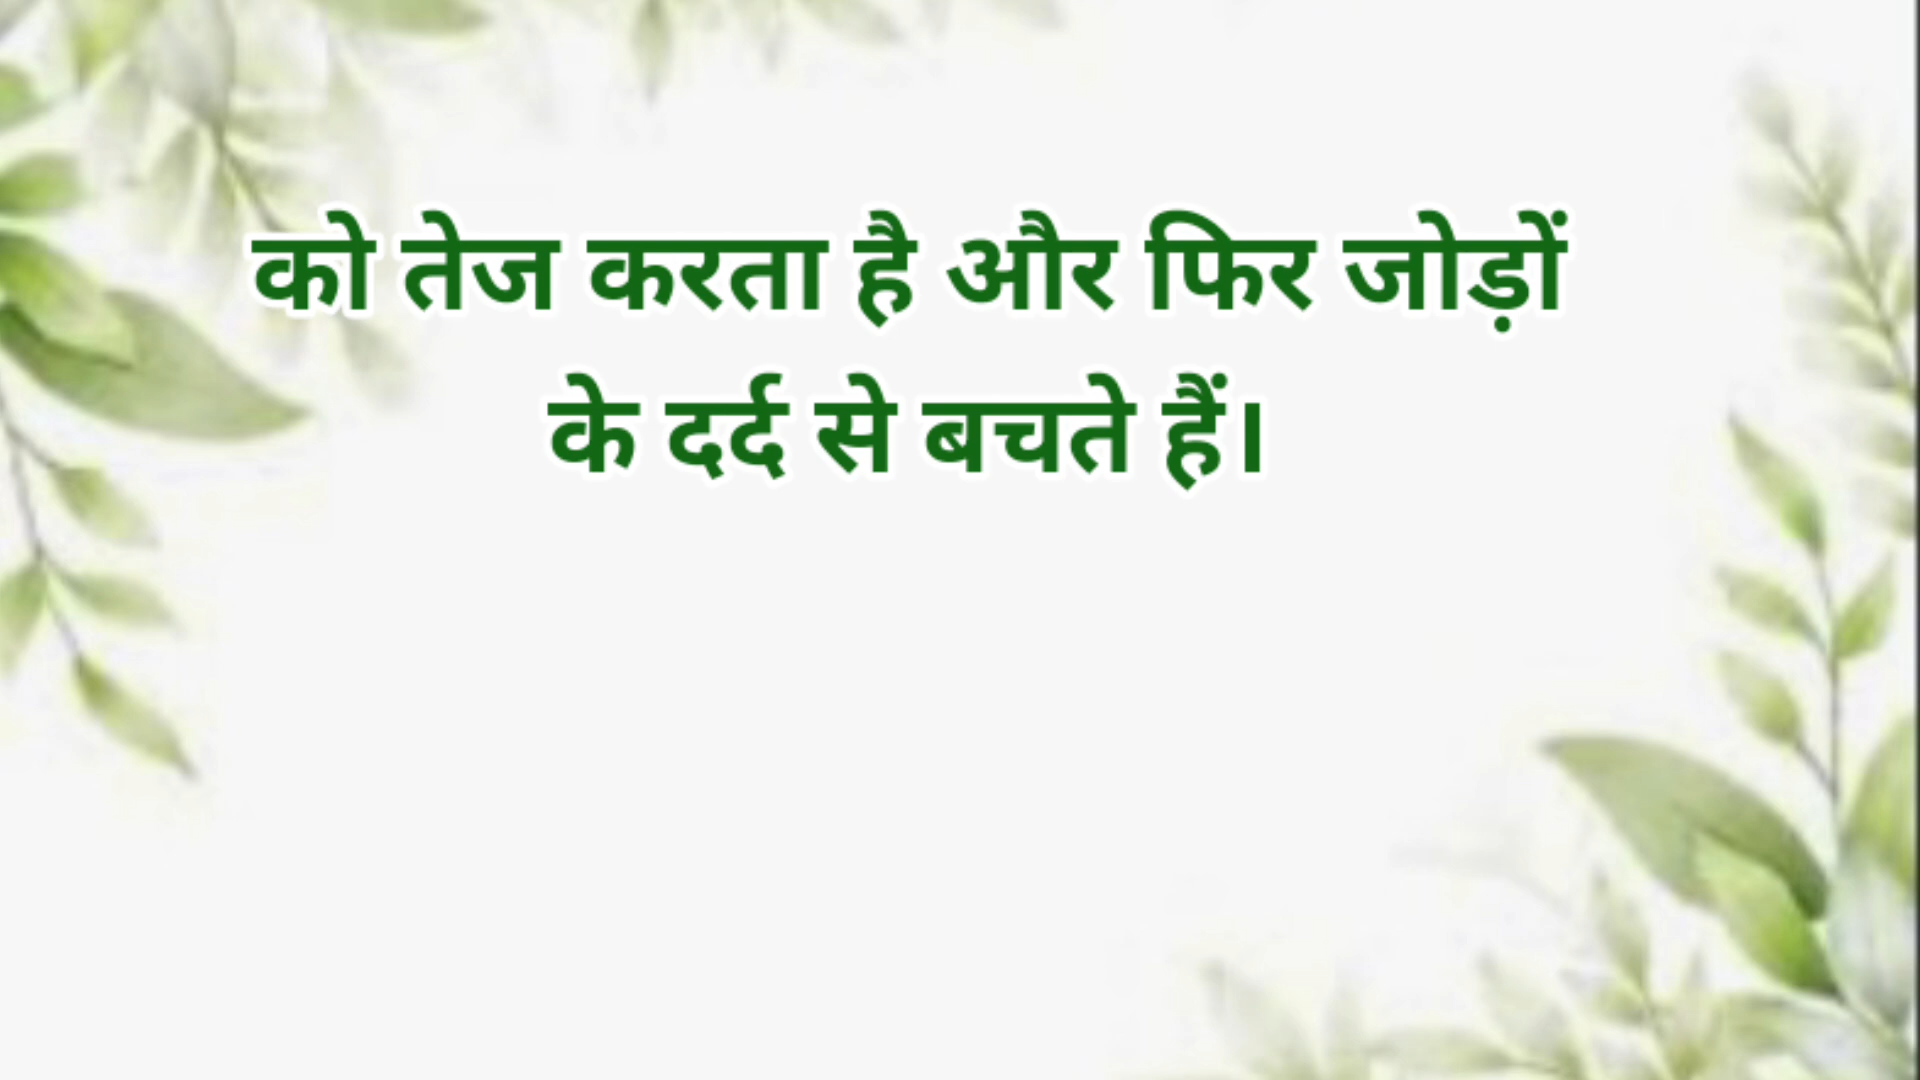 को तेज करता है और फिर जोड़ों
के दर्द से बचते हैं।